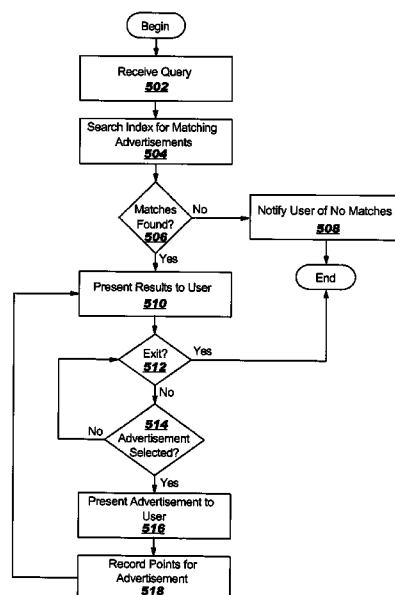 Begin
Receive Query
502
Search Index for Matching
Advertisements
504
Matches
Found?
506
No
Notify User of No Matches
508
Yes
End
Present Results to User
510
Exit?
512
Yes
No
514
Advertisement
Selected?
No
Yes
Present Advertisement to
User
516
Record Points for
Advertisement
518